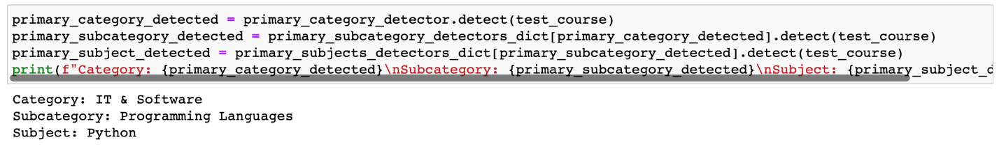 primary_category_detected = primary_category_detector.detect(test_course)
primary_subcategory_detected = primary_subcategory_detectors_dict[primary_category_detected].detect(test_course)
primary_subject_detected = primary_subjects_detectors_dict[primary_subcategory_detected].detect(test_course)
print(f"Category: {primary_category_detected}\nSubcategory: {primary_subcategory_detected}\nSubject: {primary_subject_d
Category: IT & Software
Subcategory: Programming Languages
Subject: Python